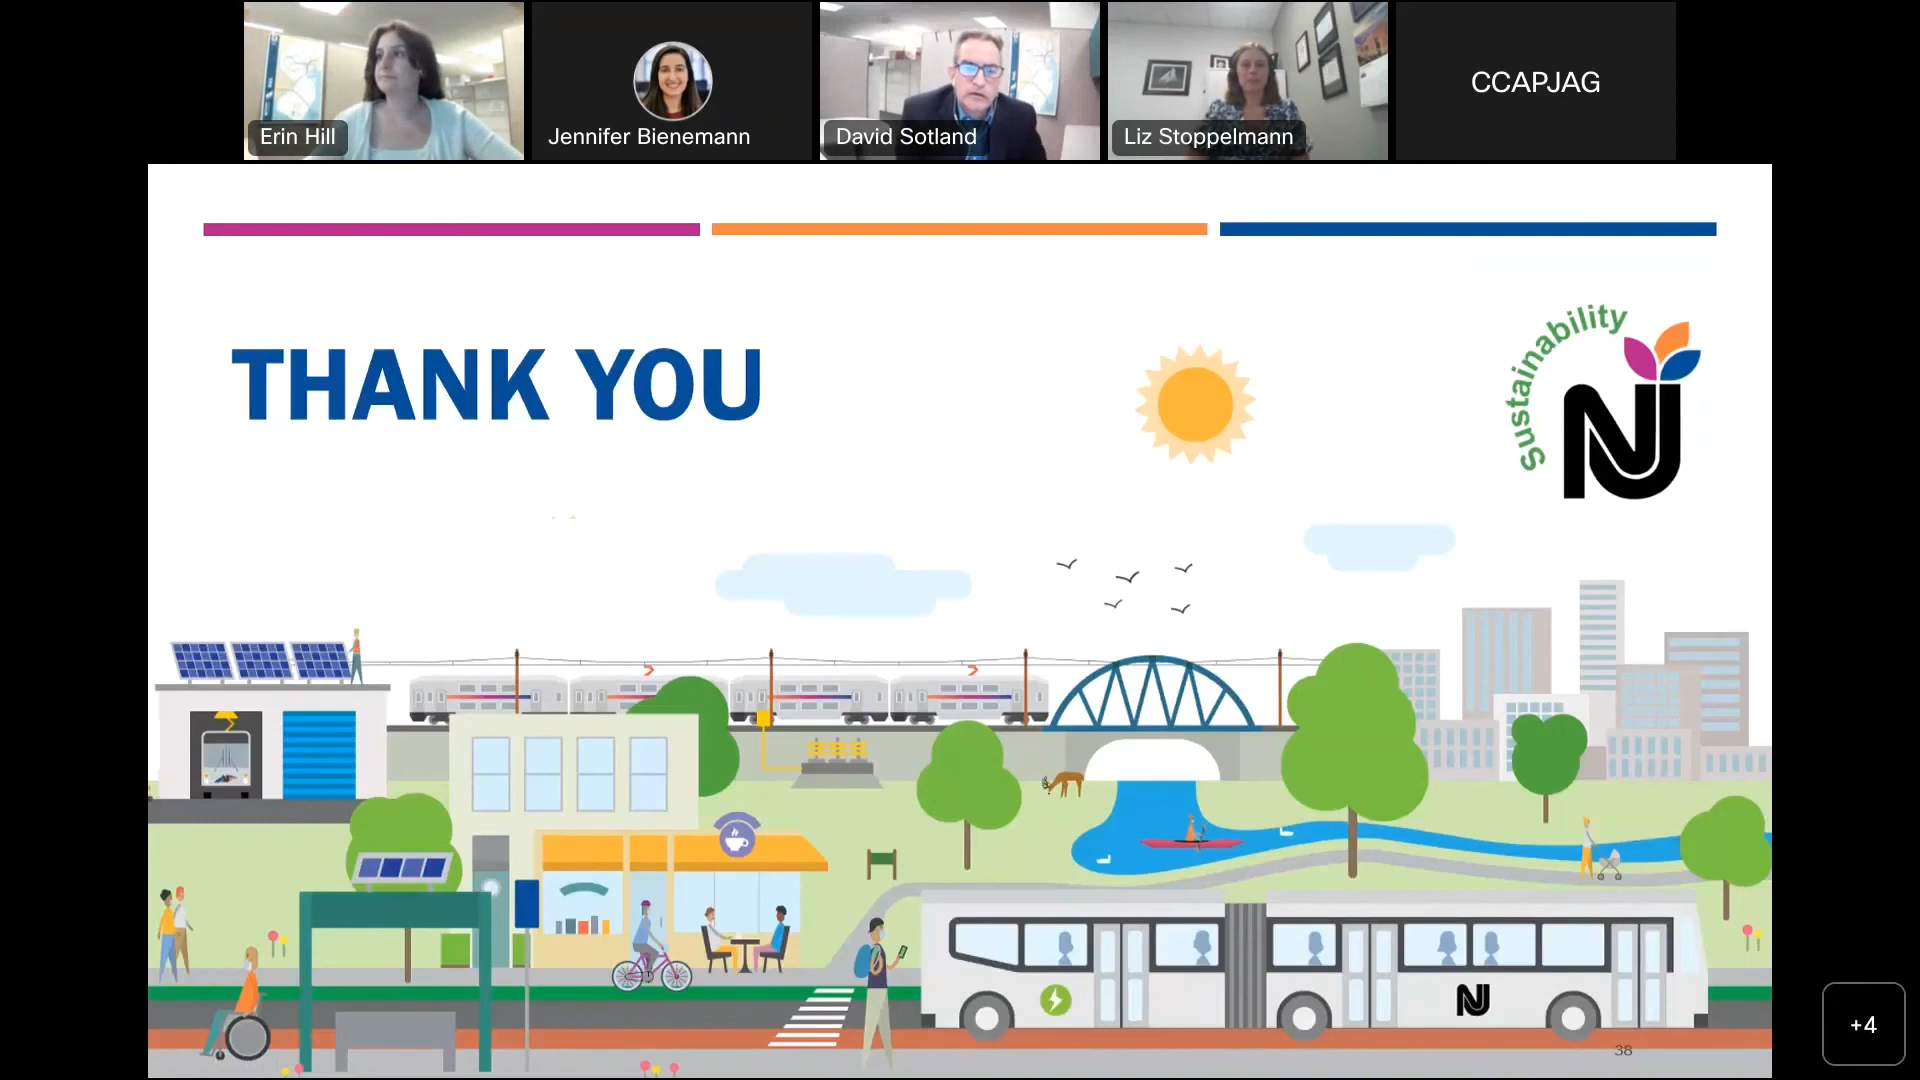 Erin Hill
Jennifer Bienemann
David Sotland
Liz Stoppelmann
CCAPJAG
THANK YOU
Sustainability
NJ
NJ
38
+4